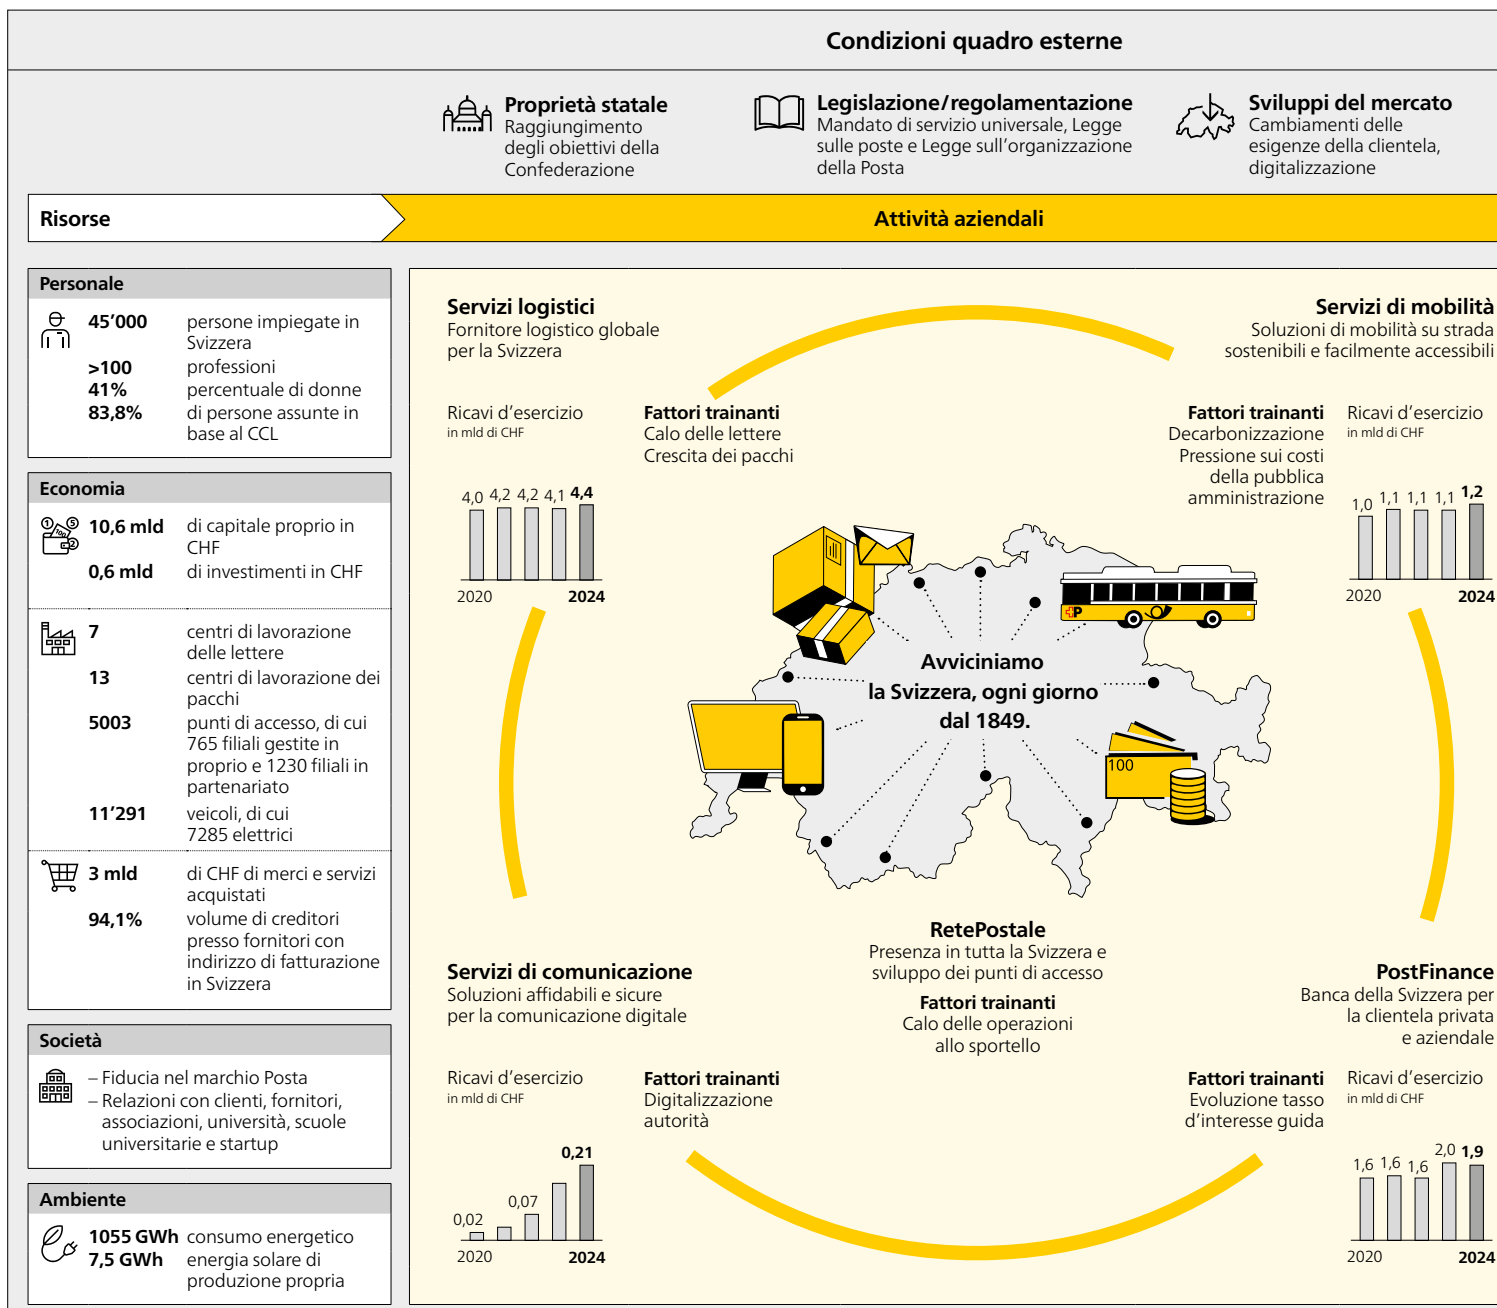 Condizioni quadro esterne
Proprietà statale
Raggiungimento
degli obiettivi della
Confederazione
Legislazione/regolamentazione
Mandato di servizio universale, Legge
sulle poste e Legge sull'organizzazione
della Posta
Sviluppi del mercato
Cambiamenti delle
esigenze della clientela,
digitalizzazione
Risorse
Attività aziendali
Personale
45'000 persone impiegate in
Svizzera
>100 professioni
41% percentuale di donne
83,8% di persone assunte in
base al CCL
Economia
1 5 100 2
10,6 mld di capitale proprio in
CHF
0,6 mld di investimenti in CHF
7 centri di lavorazione
delle lettere
13 centri di lavorazione dei
pacchi
5003 punti di accesso, di cui
765 filiali gestite in
proprio e 1230 filiali in
partenariato
11'291 veicoli, di cui
7285 elettrici
3 mld di CHF di merci e servizi
acquistati
94,1% volume di creditori
presso fornitori con
indirizzo di fatturazione
in Svizzera
Società
– Fiducia nel marchio Posta
– Relazioni con clienti, fornitori,
associazioni, università, scuole
universitarie e startup
Ambiente
1055 GWh consumo energetico
7,5 GWh energia solare di
produzione propria
Servizi logistici
Fornitore logistico globale
per la Svizzera
Ricavi d'esercizio
in mld di CHF
4,0 4,2 4,2 4,1 4,4
2020 2024
Fattori trainanti
Calo delle lettere
Crescita dei pacchi
Servizi di mobilità
Soluzioni di mobilità su strada
sostenibili e facilmente accessibili
Fattori trainanti
Decarbonizzazione
Pressione sui costi
della pubblica
amministrazione
Ricavi d'esercizio
in mld di CHF
1,0 1,1 1,1 1,1 1,2
2020 2024
P
Avviciniamo
la Svizzera, ogni giorno
dal 1849.
100
RetePostale
Presenza in tutta la Svizzera e
sviluppo dei punti di accesso
Fattori trainanti
Calo delle operazioni
allo sportello
Servizi di comunicazione
Soluzioni affidabili e sicure
per la comunicazione digitale
Ricavi d'esercizio
in mld di CHF
0,02 0,07 0,21
2020 2024
Fattori trainanti
Digitalizzazione
autorità
PostFinance
Banca della Svizzera per
la clientela privata
e aziendale
Fattori trainanti
Evoluzione tasso
d'interesse guida
Ricavi d'esercizio
in mld di CHF
1,6 1,6 1,6 2,0 1,9
2020 2024